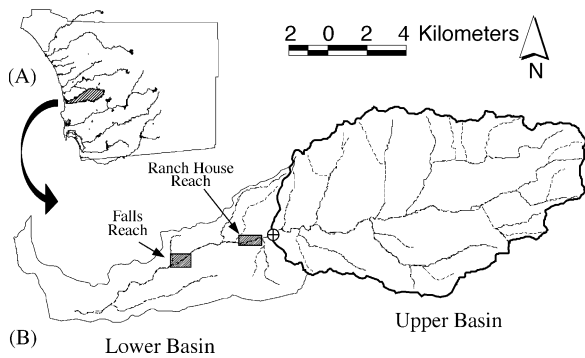 2 0 2 4 Kilometers
N
(A)
Ranch House
Reach
Falls
Reach
(B)
Lower Basin
Upper Basin